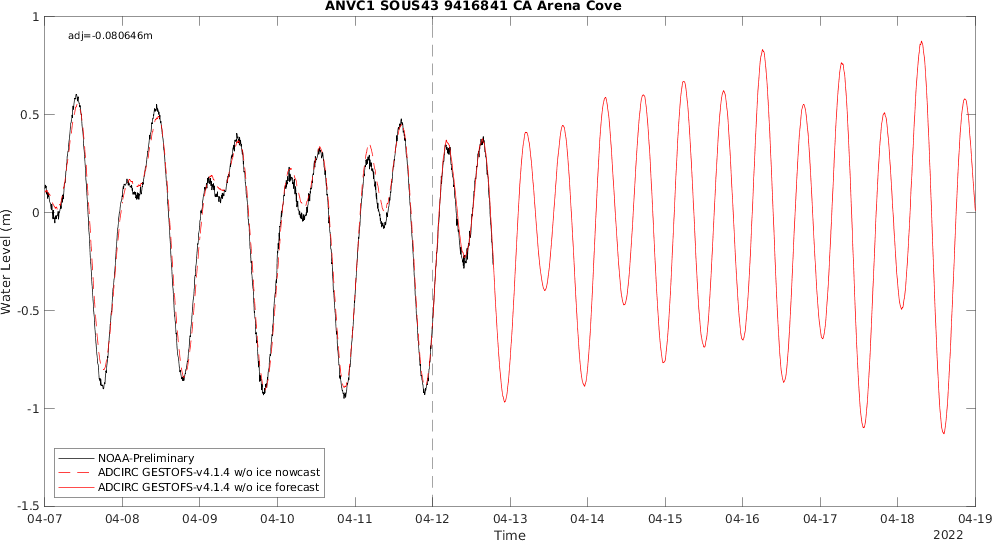 ANVC1 SOUS43 9416841 CA Arena Cove
adj=-0.080646m
1
0.5
0
-0.5
-1
-1.5
Water Level (m)
NOAA-Preliminary
ADCIRC GESTOFS-v4.1.4 w/o ice nowcast
ADCIRC GESTOFS-v4.1.4 w/o ice forecast
04-07 04-08 04-09 04-10 04-11 04-12 04-13 04-14 04-15 04-16 04-17 04-18 04-19
Time
2022